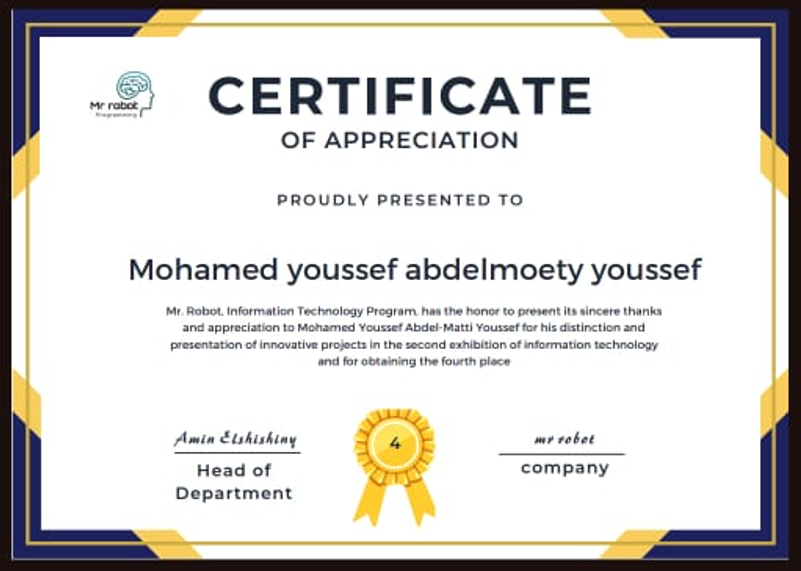 Mr robot
Programming
CERTIFICATE
OF APPRECIATION
PROUDLY PRESENTED TO
Mohamed youssef abdelmoety youssef
Mr. Robot, Information Technology Program, has the honor to present its sincere thanks
and appreciation to Mohamed Youssef Abdel-Matti Youssef for his distinction and
presentation of innovative projects in the second exhibition of information technology
and for obtaining the fourth place
Amin Elshishiny
Head of
Department
4
mr robot
company